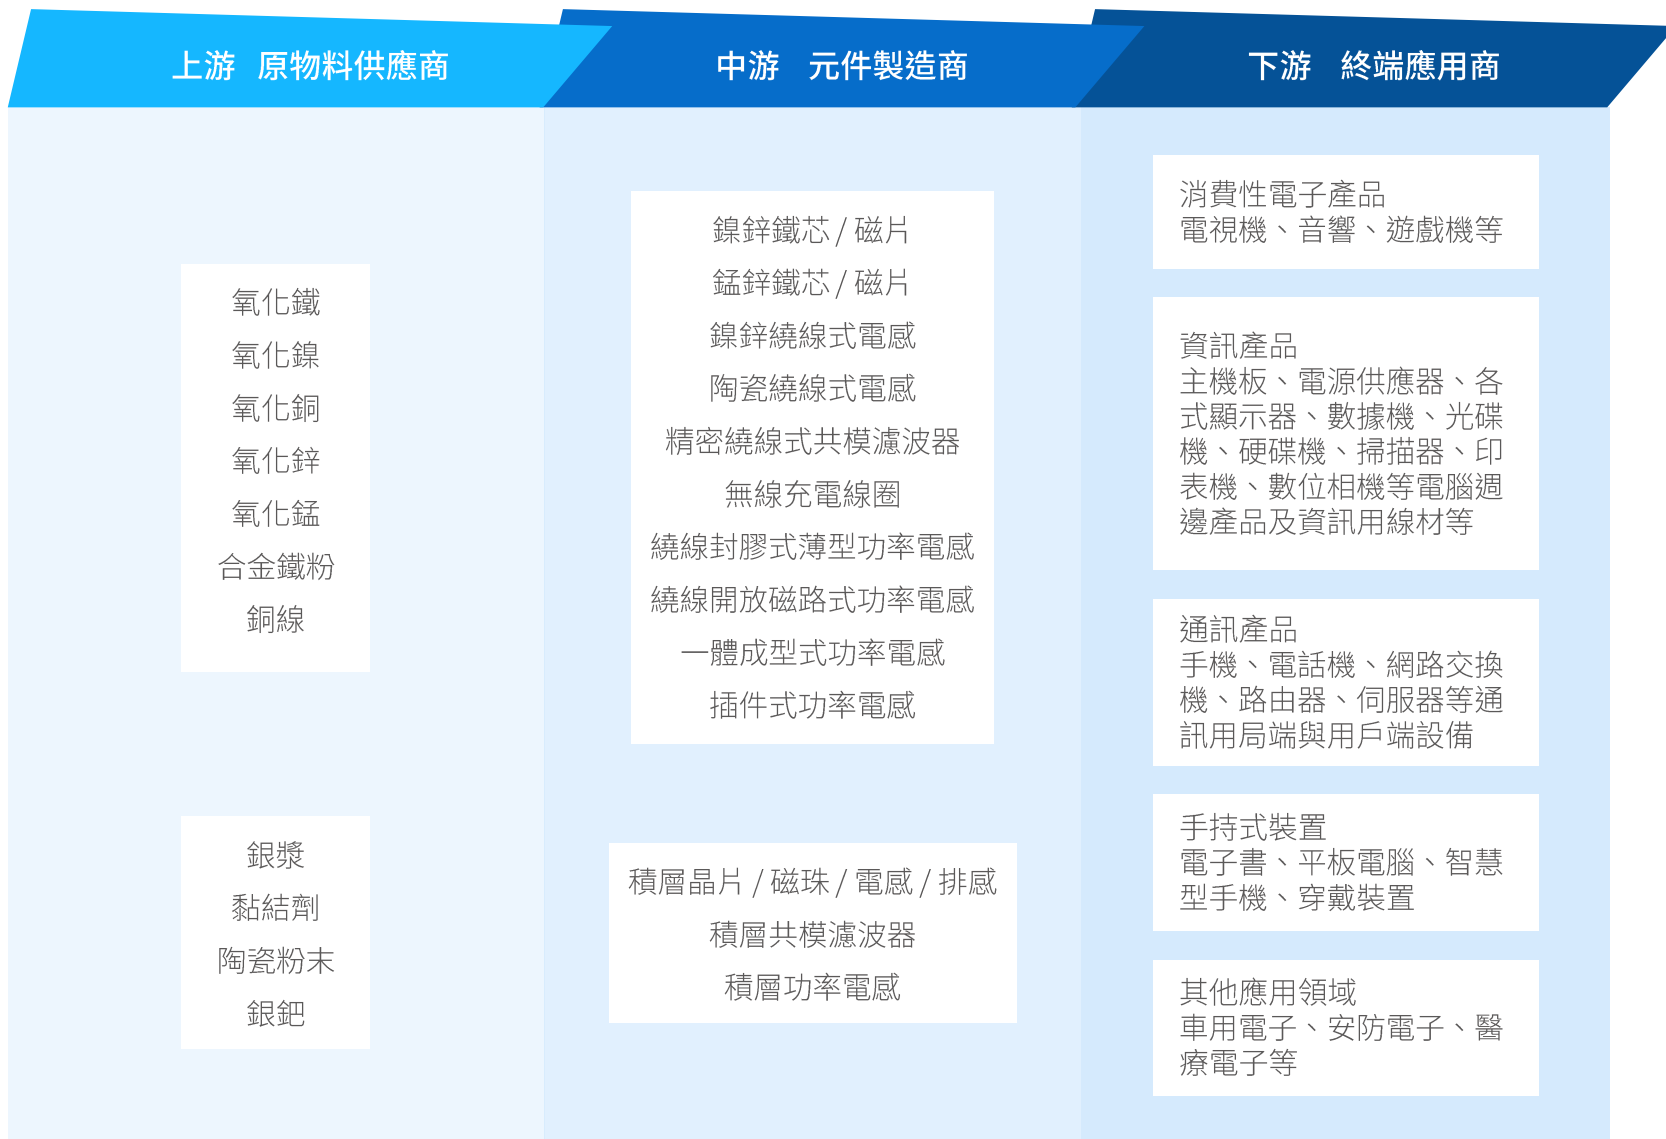 上游 原物料供應商
氧化鐵
氧化鎳
氧化銅
氧化鋅
氧化錳
合金鐵粉
銅線
銀漿
黏結劑
陶瓷粉末
銀鈀
中游 元件製造商
鎳鋅鐵芯 / 磁片
錳鋅鐵芯 / 磁片
鎳鋅繞線式電感
陶瓷繞線式電感
精密繞線式共模濾波器
無線充電線圈
繞線封膠式薄型功率電感
繞線開放磁路式功率電感
一體成型式功率電感
插件式功率電感
積層晶片 / 磁珠 / 電感 / 排感
積層共模濾波器
積層功率電感
下游 終端應用商
消費性電子產品
電視機、音響、遊戲機等
資訊產品
主機板、電源供應器、各
式顯示器、數據機、光碟
機、硬碟機、掃描器、印
表機、數位相機等電腦週
邊產品及資訊用線材等
通訊產品
手機、電話機、網路交換
機、路由器、伺服器等通
訊用局端與用戶端設備
手持式裝置
電子書、平板電腦、智慧
型手機、穿戴裝置
其他應用領域
車用電子、安防電子、醫
療電子等